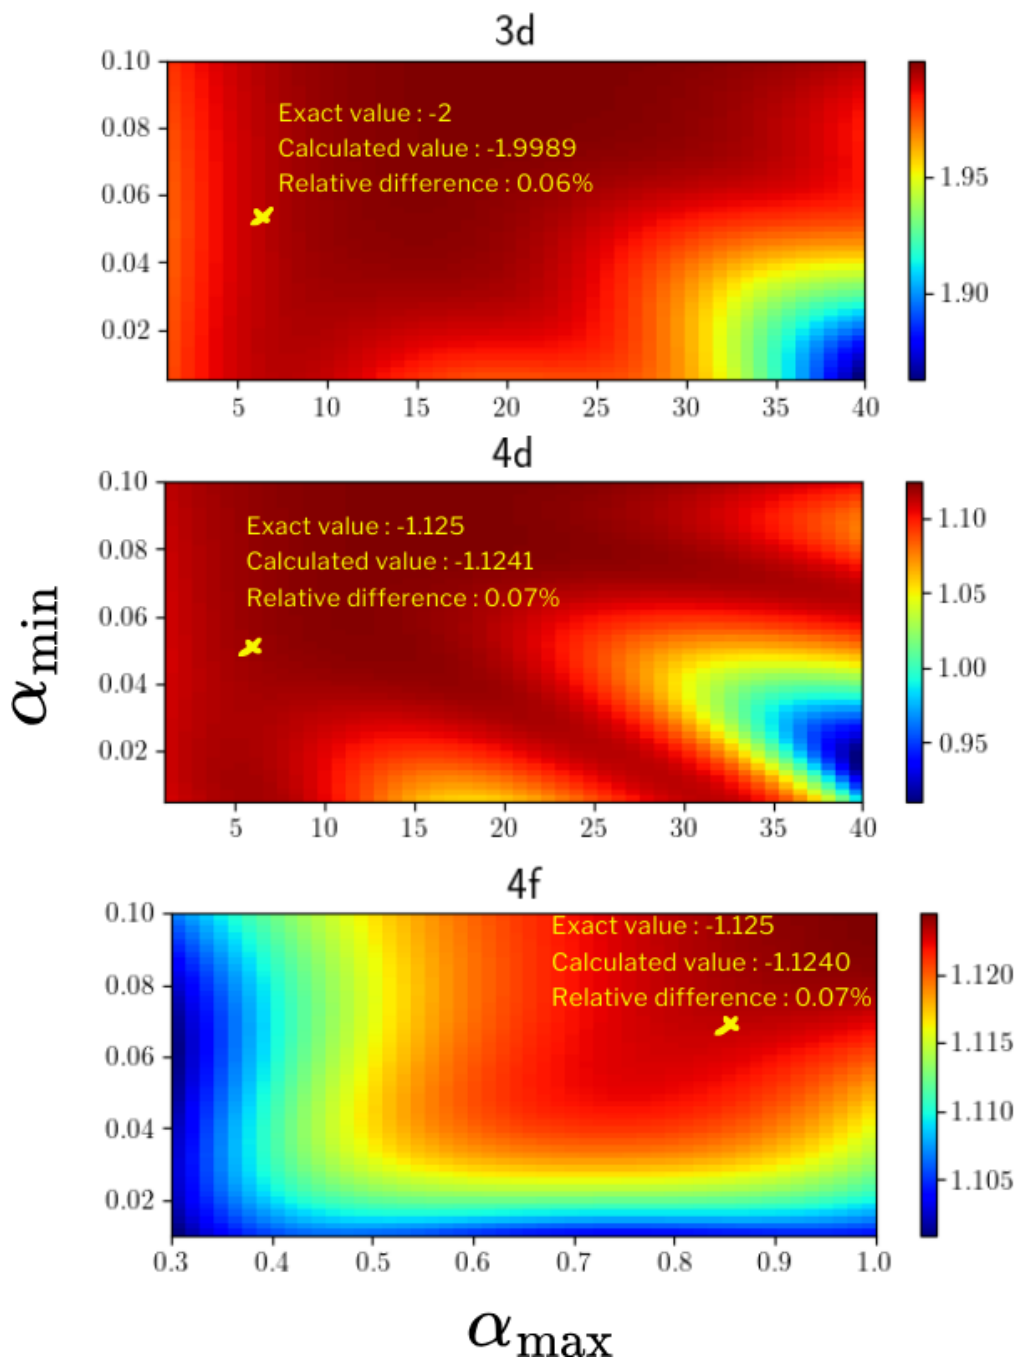 3d
0.10
0.08
0.06
0.04
0.02
Exact value : -2
Calculated value : -1.9989
Relative difference : 0.06%
5 10 15 20 25 30 35 40
1.95
1.90
4d
0.10
0.08
0.06
0.04
0.02
Exact value : -1.125
Calculated value : -1.1241
Relative difference : 0.07%
5 10 15 20 25 30 35 40
1.10
1.05
1.00
0.95
α_min
4f
0.10
0.08
0.06
0.04
0.02
Exact value : -1.125
Calculated value : -1.1240
Relative difference : 0.07%
0.3 0.4 0.5 0.6 0.7 0.8 0.9 1.0
1.120
1.115
1.110
1.105
α_max